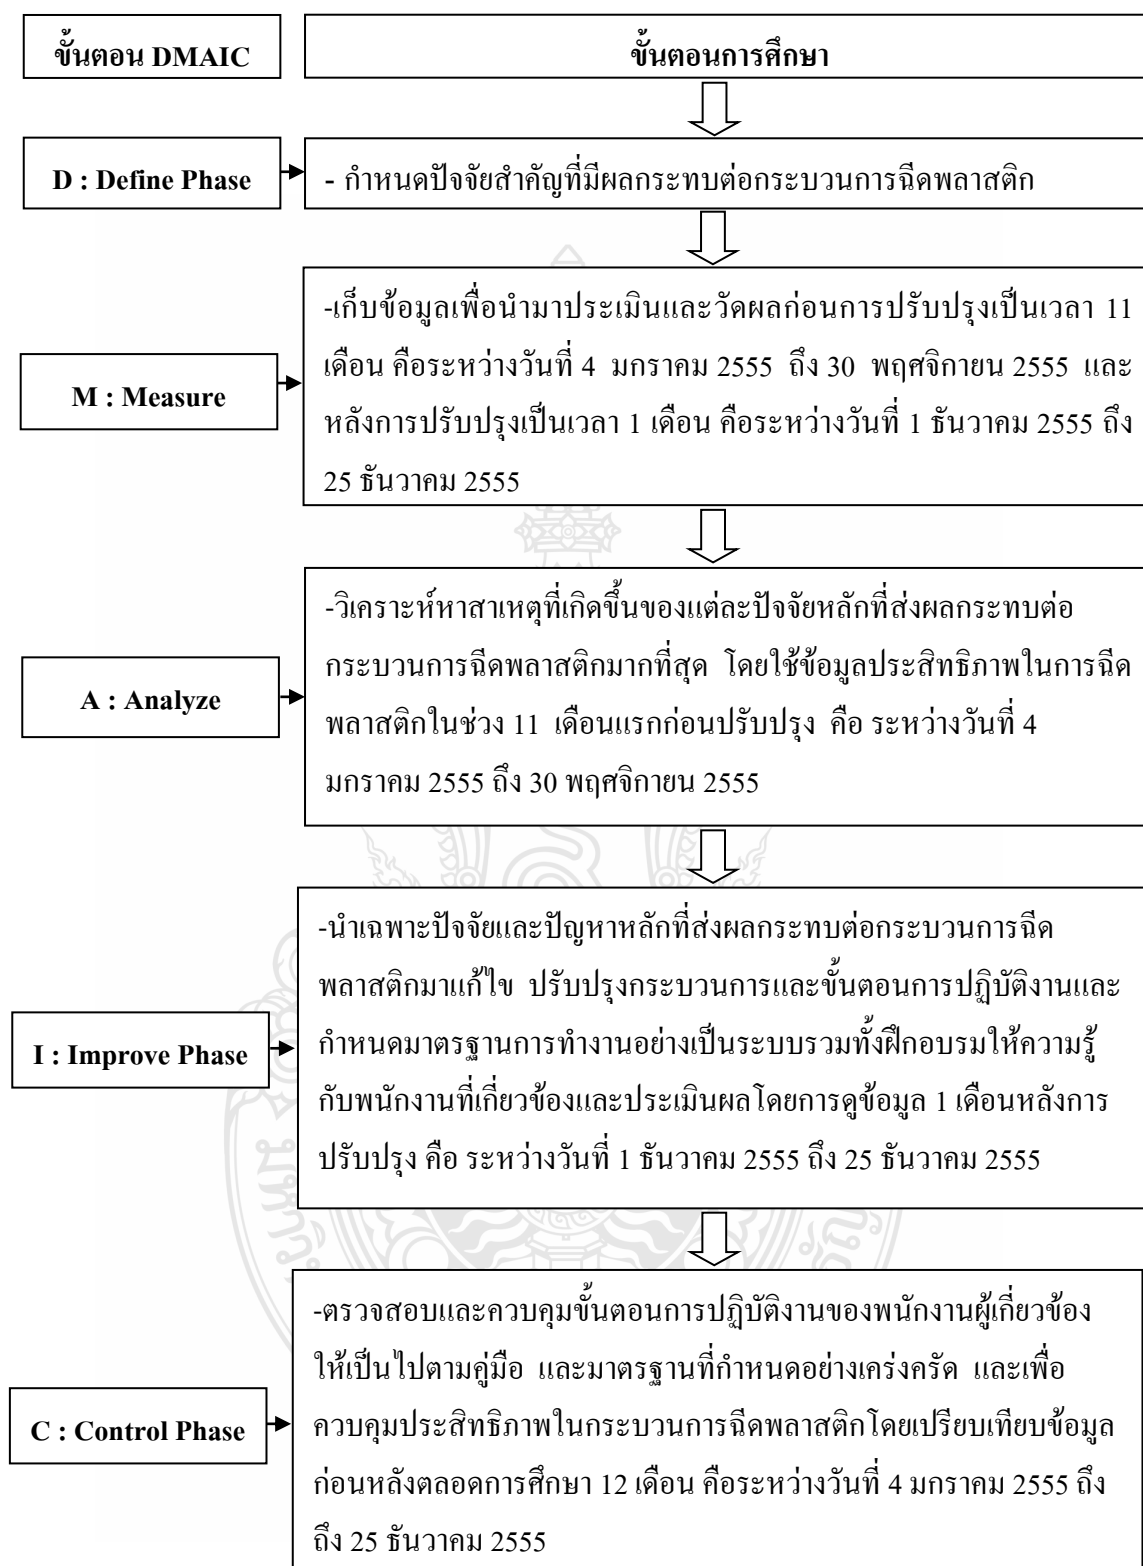 ขั้นตอน DMAIC
ขั้นตอนการศึกษา
D : Define Phase
- กำหนดปัจจัยสำคัญที่มีผลกระทบต่อกระบวนการฉีดพลาสติก
M : Measure
-เก็บข้อมูลเพื่อนำมาประเมินและวัดผลก่อนการปรับปรุงเป็นเวลา 11
เดือน คือระหว่างวันที่ 4 มกราคม 2555 ถึง 30 พฤศจิกายน 2555 และ
หลังการปรับปรุงเป็นเวลา 1 เดือน คือระหว่างวันที่ 1 ธันวาคม 2555 ถึง
25 ธันวาคม 2555
A : Analyze
-วิเคราะห์หาสาเหตุที่เกิดขึ้นของแต่ละปัจจัยหลักที่ส่งผลกระทบต่อ
กระบวนการฉีดพลาสติกมากที่สุด โดยใช้ข้อมูลประสิทธิภาพในการฉีด
พลาสติกในช่วง 11 เดือนแรกก่อนปรับปรุง คือ ระหว่างวันที่ 4
มกราคม 2555 ถึง 30 พฤศจิกายน 2555
I : Improve Phase
-นำเฉพาะปัจจัยและปัญหาหลักที่ส่งผลกระทบต่อกระบวนการฉีด
พลาสติกมาแก้ไข ปรับปรุงกระบวนการและขั้นตอนการปฏิบัติงานและ
กำหนดมาตรฐานการทำงานอย่างเป็นระบบรวมทั้งฝึกอบรมให้ความรู้
กับพนักงานที่เกี่ยวข้องและประเมินผลโดยการดูข้อมูล 1 เดือนหลังการ
ปรับปรุง คือ ระหว่างวันที่ 1 ธันวาคม 2555 ถึง 25 ธันวาคม 2555
C : Control Phase
-ตรวจสอบและควบคุมขั้นตอนการปฏิบัติงานของพนักงานผู้เกี่ยวข้อง
ให้เป็นไปตามคู่มือ และมาตรฐานที่กำหนดอย่างเคร่งครัด และเพื่อ
ควบคุมประสิทธิภาพในกระบวนการฉีดพลาสติกโดยเปรียบเทียบข้อมูล
ก่อนหลังตลอดการศึกษา 12 เดือน คือระหว่างวันที่ 4 มกราคม 2555 ถึง
ถึง 25 ธันวาคม 2555